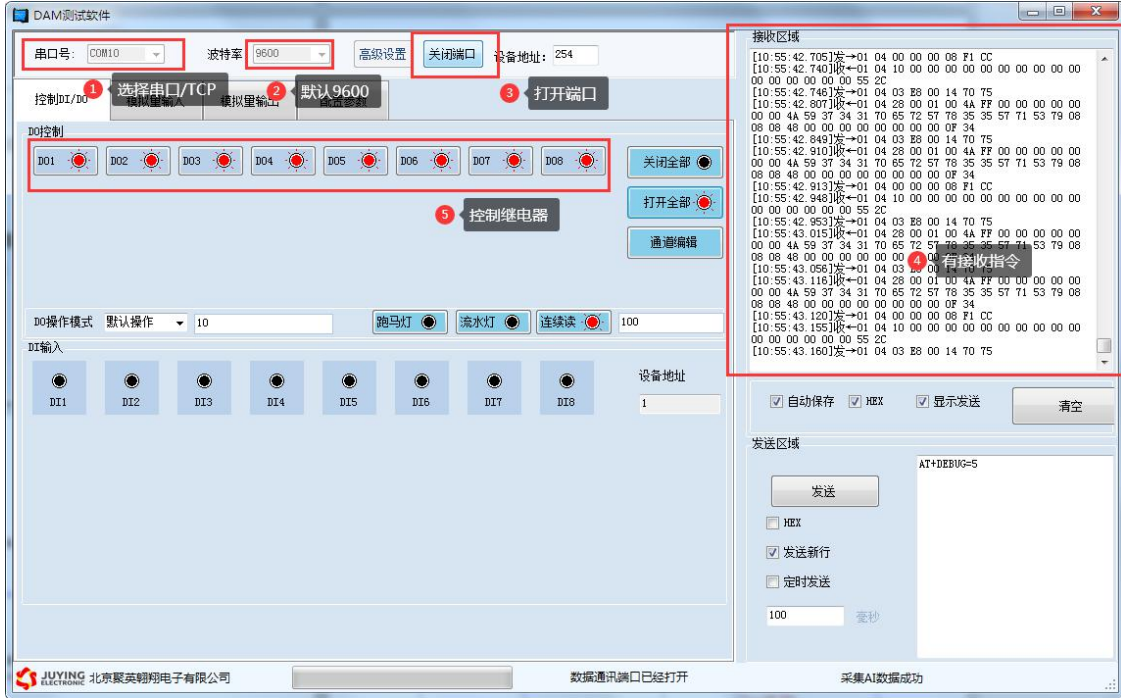 DAM测试软件
串口号: COM10 波特率 9600 高级设置 关闭端口 设备地址: 254
1 选择串口/TCP 2 默认9600 3 打开端口
控制DI/DO 模拟量输入 模拟量输出 配置参数
DO控制
DO1 DO2 DO3 DO4 DO5 DO6 DO7 DO8 关闭全部
打开全部
5 控制继电器
通道编辑
DO操作模式 默认操作 10 跑马灯 流水灯 连续读 100
DI输入
DI1 DI2 DI3 DI4 DI5 DI6 DI7 DI8
设备地址
1
接收区域
[10:55:42.705]发→01 04 00 00 00 08 F1 CC
[10:55:42.740]收←01 04 10 00 00 00 00 00 00 00 00 00 00
00 00 00 00 00 00 55 2C
[10:55:42.746]发→01 04 03 E8 00 14 70 75
[10:55:42.807]收←01 04 28 00 01 00 4A FF 00 00 00 00 00
00 00 4A 59 37 34 31 70 65 72 57 78 35 35 57 71 53 79 08
08 08 48 00 00 00 00 00 00 00 00 0F 34
[10:55:42.849]发→01 04 03 E8 00 14 70 75
[10:55:42.910]收←01 04 28 00 01 00 4A FF 00 00 00 00 00
00 00 4A 59 37 34 31 70 65 72 57 78 35 35 57 71 53 79 08
08 08 48 00 00 00 00 00 00 00 00 0F 34
[10:55:42.913]发→01 04 00 00 00 08 F1 CC
[10:55:42.948]收←01 04 10 00 00 00 00 00 00 00 00 00 00
00 00 00 00 00 00 55 2C
[10:55:42.953]发→01 04 03 E8 00 14 70 75
[10:55:43.015]收←01 04 28 00 01 00 4A FF 00 00 00 00 00
00 00 4A 59 37 34 31 70 65 72 57 78 35 35 57 71 53 79 08
08 08 48 00 00 00 00 00 00
4 有接收指令
[10:55:43.056]发→01 04 03 E8 00 14 70 75
[10:55:43.116]收←01 04 28 00 01 00 4A FF 00 00 00 00 00
00 00 4A 59 37 34 31 70 65 72 57 78 35 35 57 71 53 79 08
08 08 48 00 00 00 00 00 00 00 00 0F 34
[10:55:43.120]发→01 04 00 00 00 08 F1 CC
[10:55:43.155]收←01 04 10 00 00 00 00 00 00 00 00 00 00
00 00 00 00 00 00 55 2C
[10:55:43.160]发→01 04 03 E8 00 14 70 75
自动保存 HEX 显示发送 清空
发送区域
发送
HEX
发送新行
定时发送
100 毫秒
AT+DEBUG=5
JUYING ELECTRONIC 北京聚英翱翔电子有限公司 数据通讯端口已经打开 采集AI数据成功